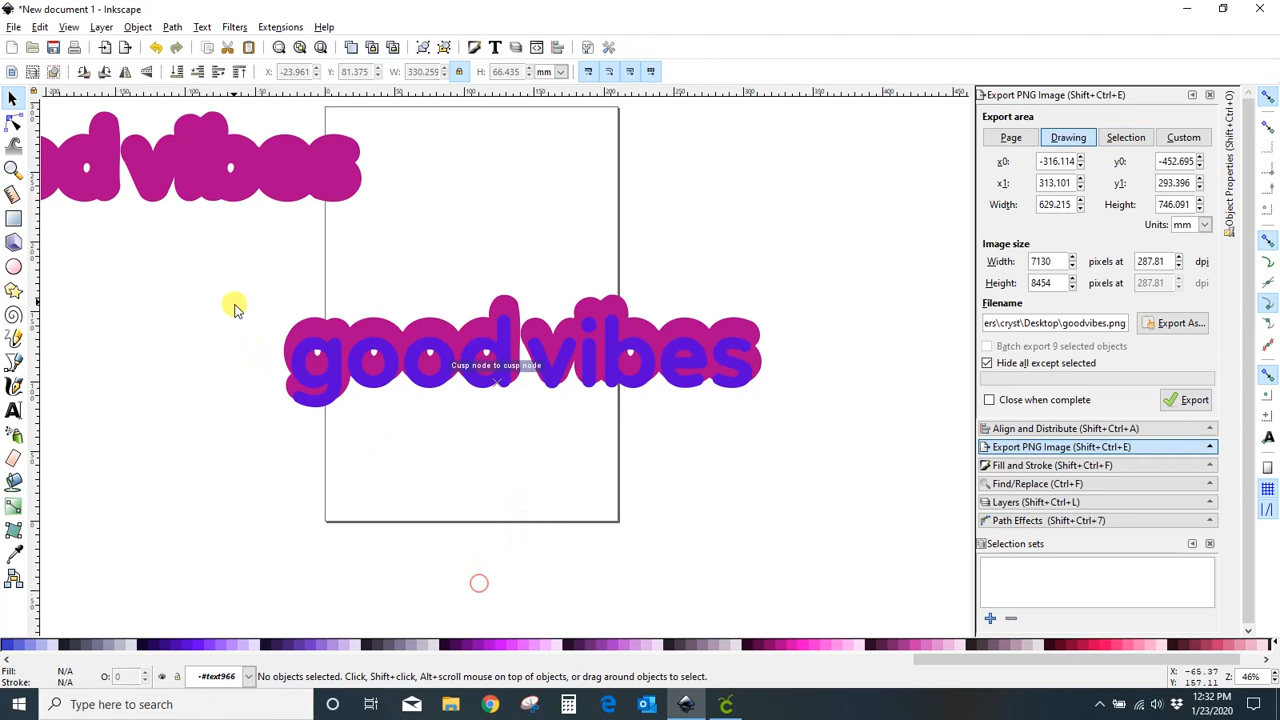 *New document 1 - Inkscape
File Edit View Layer Object Path Text Filters Extensions Help
X: -23.961 Y: 81.375 W: 330.259 H: 66.435 mm
Export PNG Image (Shift+Ctrl+E)
Export area
Page Drawing Selection Custom
x0: -316.114 y0: -452.695
x1: 313.101 y1: 293.396
Width: 629.215 Height: 746.091
Units: mm
Image size
Width: 7130 pixels at 287.81 dpi
Height: 8454 pixels at 287.81 dpi
Filename
ers\cryst\Desktop\goodvibes.png Export As...
Batch export 9 selected objects
Hide all except selected
Close when complete Export
Align and Distribute (Shift+Ctrl+A)
Export PNG Image (Shift+Ctrl+E)
Fill and Stroke (Shift+Ctrl+F)
Find/Replace (Ctrl+F)
Layers (Shift+Ctrl+L)
Path Effects (Shift+Ctrl+7)
Selection sets
Object Properties (Shift+Ctrl+O)
od vibes
good vibes
Cusp node to cusp node
Fill: N/A
Stroke: N/A
O: 0
-#text966
No objects selected. Click, Shift+click, Alt+scroll mouse on top of objects, or drag around objects to select.
X: -65.37
Y: 157.11
Z: 46%
Type here to search
12:32 PM
1/23/2020